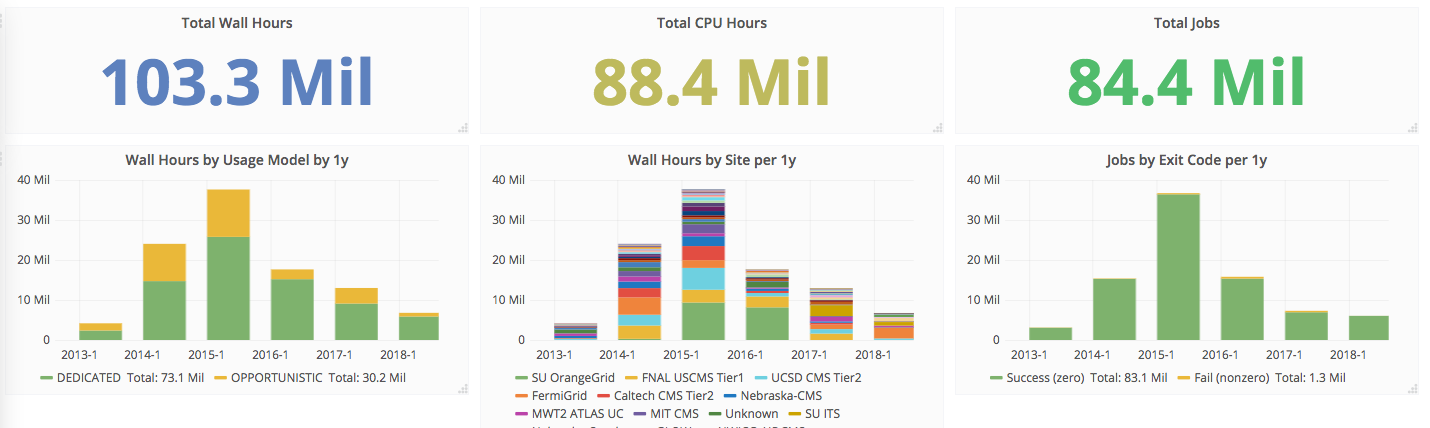 Total Wall Hours
103.3 Mil
Total CPU Hours
88.4 Mil
Total Jobs
84.4 Mil
Wall Hours by Usage Model by 1y
40 Mil
30 Mil
20 Mil
10 Mil
0
2013-1 2014-1 2015-1 2016-1 2017-1 2018-1
DEDICATED Total: 73.1 Mil OPPORTUNISTIC Total: 30.2 Mil
Wall Hours by Site per 1y
40 Mil
30 Mil
20 Mil
10 Mil
0
2013-1 2014-1 2015-1 2016-1 2017-1 2018-1
SU OrangeGrid FNAL USCMS Tier1 UCSD CMS Tier2
FermiGrid Caltech CMS Tier2 Nebraska-CMS
MWT2 ATLAS UC MIT CMS Unknown SU ITS
Jobs by Exit Code per 1y
40 Mil
30 Mil
20 Mil
10 Mil
0
2013-1 2014-1 2015-1 2016-1 2017-1 2018-1
Success (zero) Total: 83.1 Mil Fail (nonzero) Total: 1.3 Mil